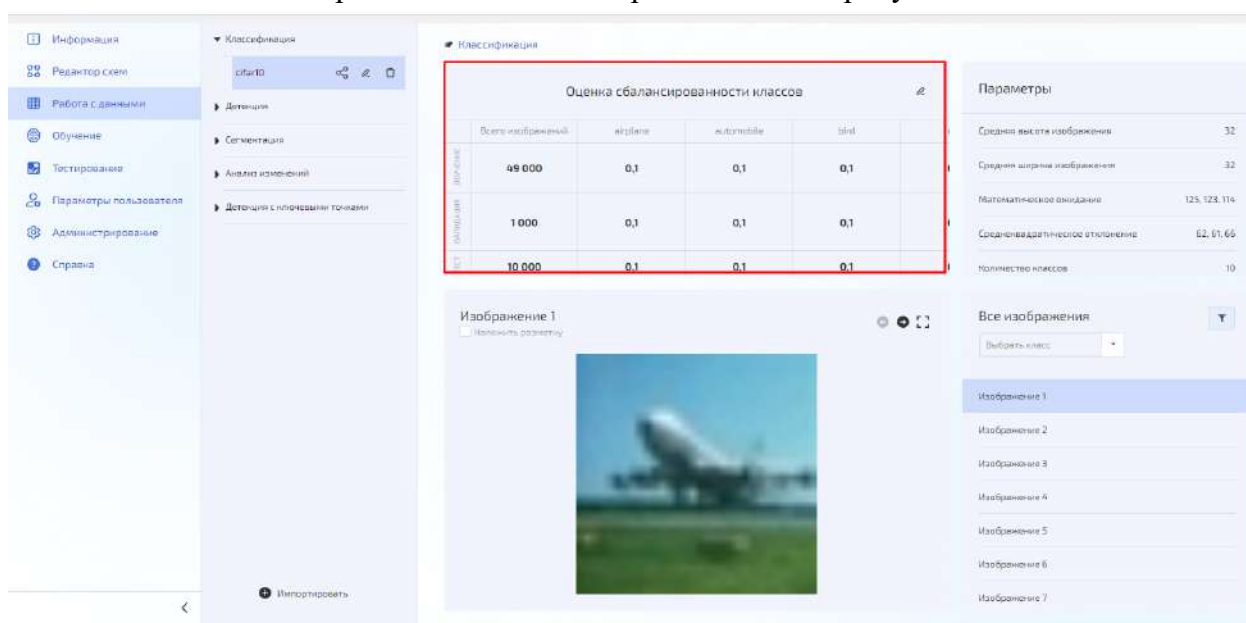 Информация
Редактор схем
Работа с данными
Обучение
Тестирование
Параметры пользователя
Администрирование
Справка
Классификация
cifar10
Детекция
Сегментация
Анализ изменений
Детекция с ключевыми точками
Импортировать
Классификация
Оценка сбалансированности классов
Всего изображений airplane automobile bird
ОБУЧЕНИЕ 49 000 0,1 0,1 0,1
ВАЛИДАЦИЯ 1 000 0,1 0,1 0,1
10 000 0,1 0,1 0,1
Изображение 1
Наложить разметку
Параметры
Средняя высота изображения 32
Средняя ширина изображения 32
Математическое ожидание 125, 123, 114
Среднеквадратическое отклонение 62, 61, 66
Количество классов 10
Все изображения
Выбрать класс
Изображение 1
Изображение 2
Изображение 3
Изображение 4
Изображение 5
Изображение 6
Изображение 7